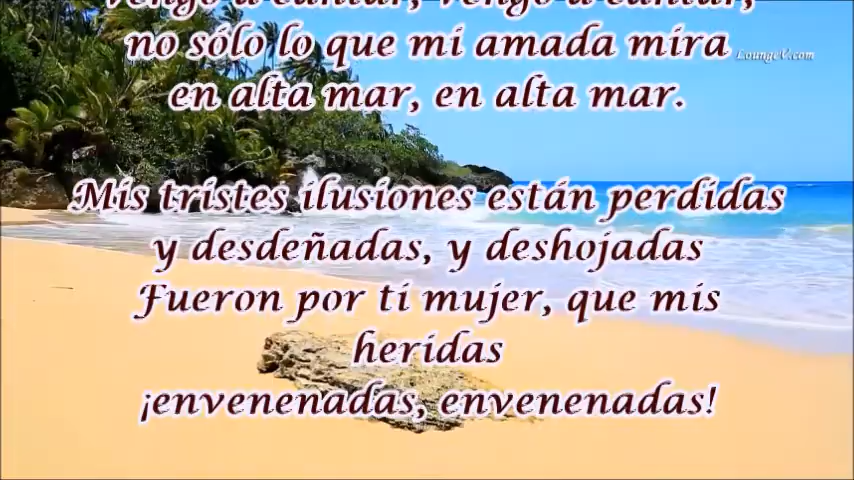 vengo a cantar, vengo a cantar,
no sólo lo que mi amada mira
LoungeV.com
en alta mar, en alta mar.
Mis tristes ilusiones están perdidas
y desdeñadas, y deshojadas
Fueron por ti mujer, que mis
heridas
¡envenenadas, envenenadas!